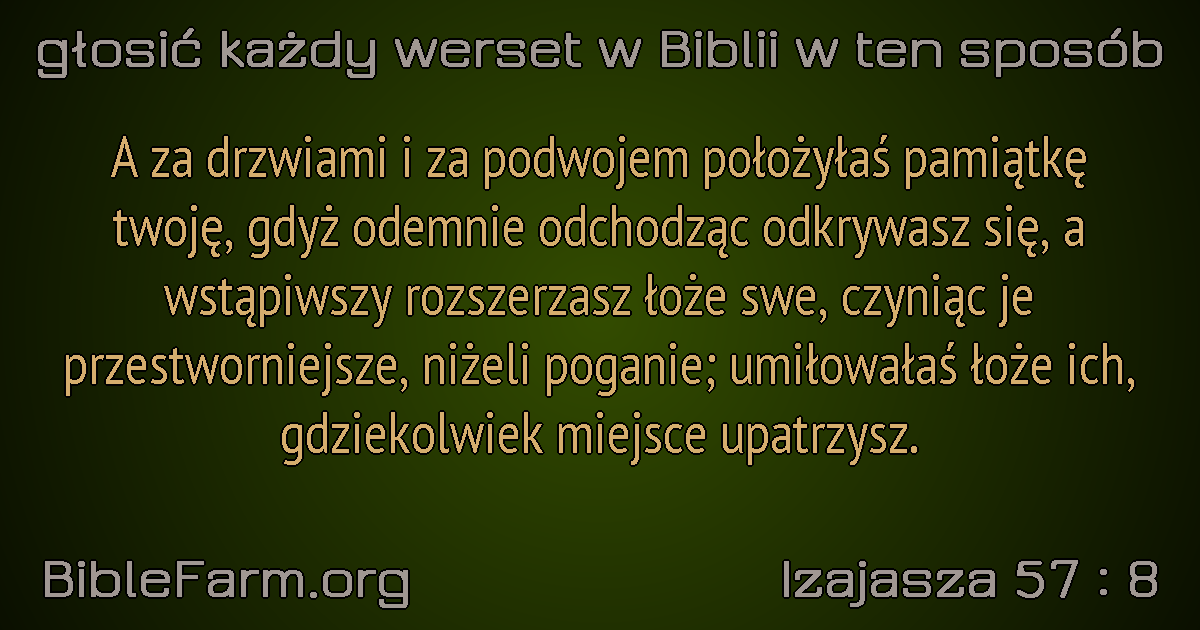 głosić każdy werset w Biblii w ten sposób
A za drzwiami i za podwojem położyłaś pamiątkę
twoję, gdyż odemnie odchodząc odkrywasz się, a
wstąpiwszy rozszerzasz łoże swe, czyniąc je
przestworniejsze, niżeli poganie; umiłowałaś łoże ich,
gdziekolwiek miejsce upatrzysz.
BibleFarm.org
Izajasza 57 : 8